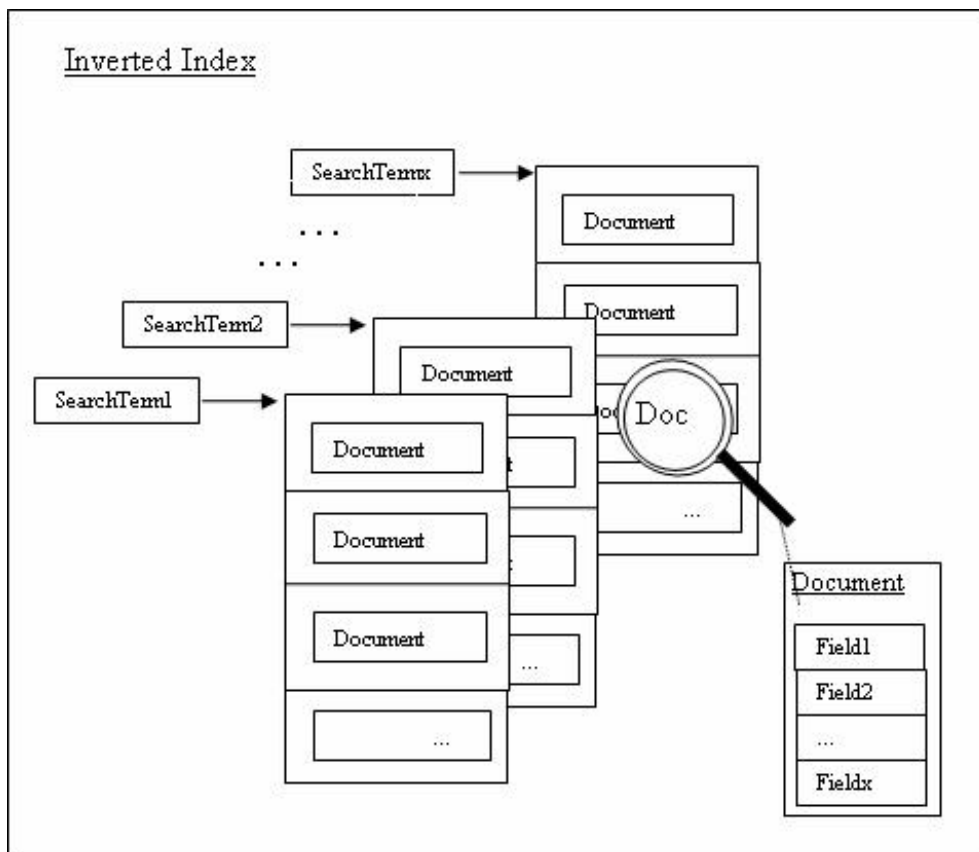 Inverted Index
SearchTermx
Document
...
...
Document
SearchTerm2
Document
Doc
SearchTerm1
Document
...
Document
Document
...
...
Document
Field1
Field2
...
Fieldx